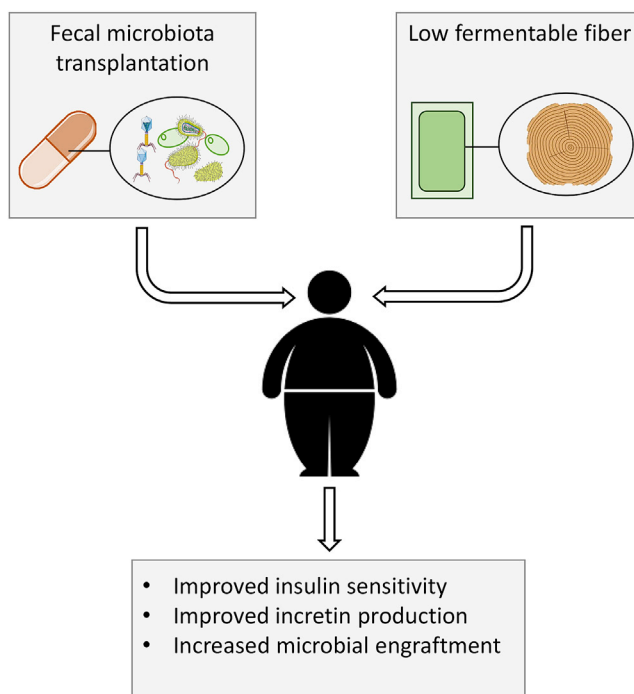 Fecal microbiota
transplantation
Low fermentable fiber
• Improved insulin sensitivity
• Improved incretin production
• Increased microbial engraftment